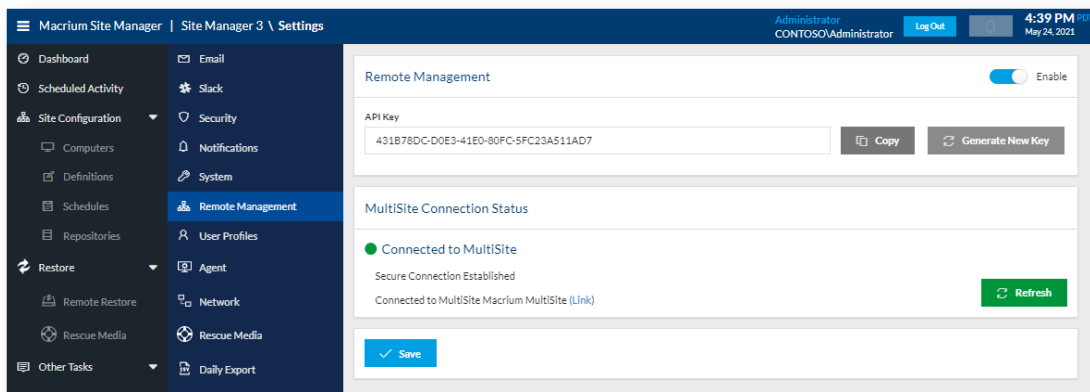 Macrium Site Manager | Site Manager 3 \ Settings
Administrator
CONTOSO\Administrator
Log Out
4:39 PM PDT
May 24, 2021
Dashboard
Scheduled Activity
Site Configuration
Computers
Definitions
Schedules
Repositories
Restore
Remote Restore
Rescue Media
Other Tasks
Email
Slack
Security
Notifications
System
Remote Management
User Profiles
Agent
Network
Rescue Media
Daily Export
Remote Management
Enable
API Key
431B78DC-D0E3-41E0-80FC-5FC23A511AD7
Copy
Generate New Key
MultiSite Connection Status
Connected to MultiSite
Secure Connection Established
Connected to MultiSite Macrium MultiSite (Link)
Refresh
Save